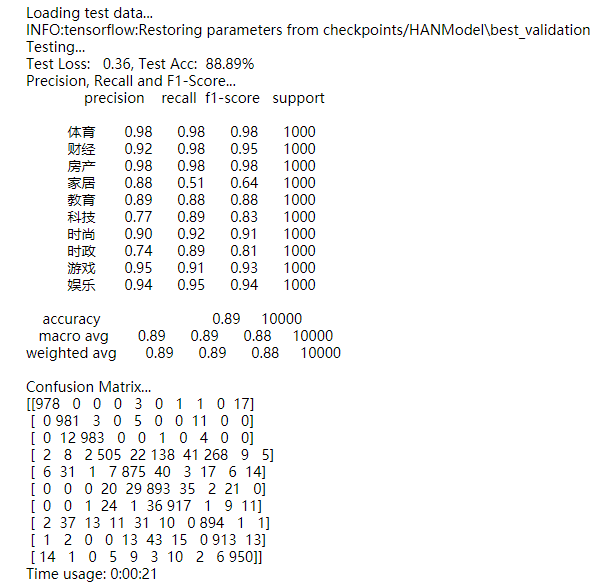 Loading test data...
INFO:tensorflow:Restoring parameters from checkpoints/HANModel\best_validation
Testing...
Test Loss: 0.36, Test Acc: 88.89%
Precision, Recall and F1-Score...
precision recall f1-score support
体育 0.98 0.98 0.98 1000
财经 0.92 0.98 0.95 1000
房产 0.98 0.98 0.98 1000
家居 0.88 0.51 0.64 1000
教育 0.89 0.88 0.88 1000
科技 0.77 0.89 0.83 1000
时尚 0.90 0.92 0.91 1000
时政 0.74 0.89 0.81 1000
游戏 0.95 0.91 0.93 1000
娱乐 0.94 0.95 0.94 1000
accuracy 0.89 10000
macro avg 0.89 0.89 0.88 10000
weighted avg 0.89 0.89 0.88 10000
Confusion Matrix...
[[978 0 0 0 3 0 1 1 0 17]
[ 0 981 3 0 5 0 0 11 0 0]
[ 0 12 983 0 0 1 0 4 0 0]
[ 2 8 2 505 22 138 41 268 9 5]
[ 6 31 1 7 875 40 3 17 6 14]
[ 0 0 0 20 29 893 35 2 21 0]
[ 0 0 1 24 1 36 917 1 9 11]
[ 2 37 13 11 31 10 0 894 1 1]
[ 1 2 0 0 13 43 15 0 913 13]
[ 14 1 0 5 9 3 10 2 6 950]]
Time usage: 0:00:21